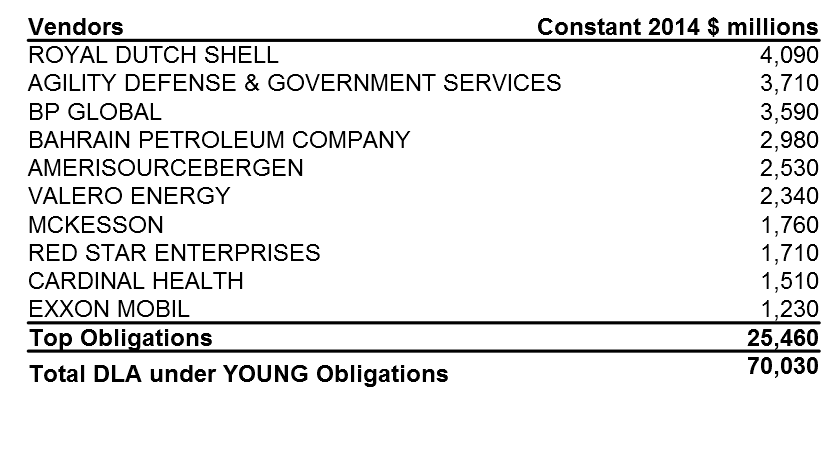 Vendors Constant 2014 $ millions
ROYAL DUTCH SHELL 4,090
AGILITY DEFENSE & GOVERNMENT SERVICES 3,710
BP GLOBAL 3,590
BAHRAIN PETROLEUM COMPANY 2,980
AMERISOURCEBERGEN 2,530
VALERO ENERGY 2,340
MCKESSON 1,760
RED STAR ENTERPRISES 1,710
CARDINAL HEALTH 1,510
EXXON MOBIL 1,230
Top Obligations 25,460
Total DLA under YOUNG Obligations 70,030